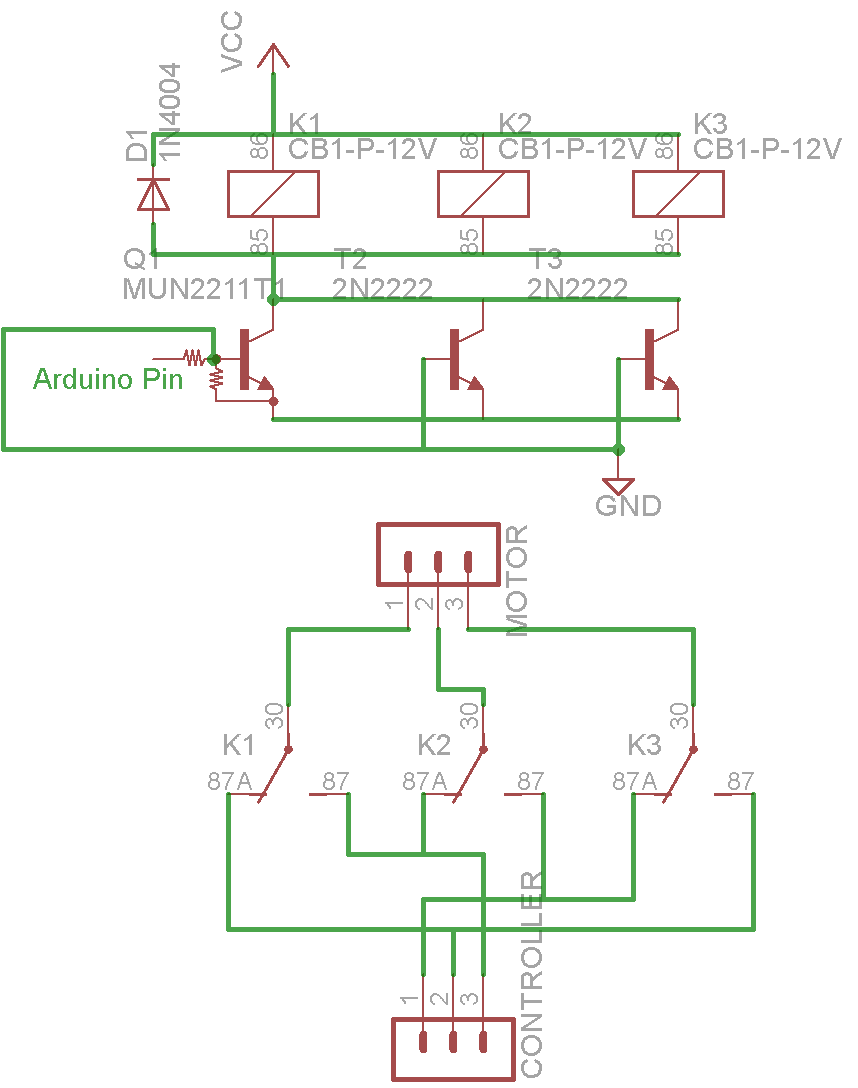 VCC
D1
1N4004
K1
CB1-P-12V
K2
CB1-P-12V
K3
CB1-P-12V
86
86
86
85
85
85
Q1
MUN2211T1
T2
2N2222
T3
2N2222
Arduino Pin
GND
MOTOR
1
2
3
30
30
30
K1
K2
K3
87A
87
87A
87
87A
87
CONTROLLER
1
2
3